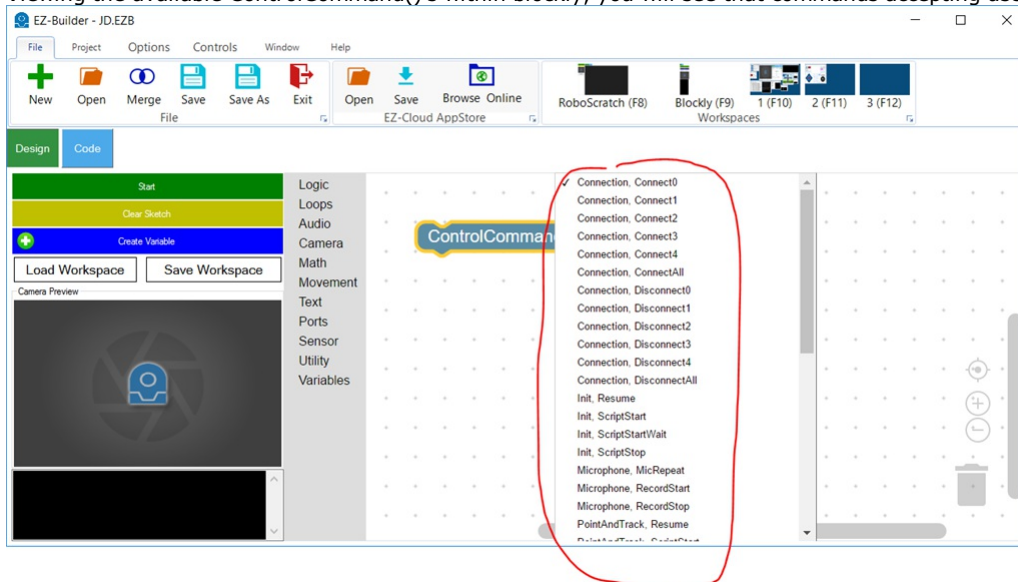 EZ-Builder - JD.EZB
File Project Options Controls Window Help
New Open Merge Save Save As Exit Open Save Browse Online RoboScratch (F8) Blockly (F9) 1 (F10) 2 (F11) 3 (F12)
File EZ-Cloud AppStore Workspaces
Design Code
Start
Clear Sketch
Create Variable
Load Workspace Save Workspace
Camera Preview
Logic
Loops
Audio
Camera
Math
Movement
Text
Ports
Sensor
Utility
Variables
ControlComman
Connection, Connect0
Connection, Connect1
Connection, Connect2
Connection, Connect3
Connection, Connect4
Connection, ConnectAll
Connection, Disconnect0
Connection, Disconnect1
Connection, Disconnect2
Connection, Disconnect3
Connection, Disconnect4
Connection, DisconnectAll
Init, Resume
Init, ScriptStart
Init, ScriptStartWait
Init, ScriptStop
Microphone, MicRepeat
Microphone, RecordStart
Microphone, RecordStop
PointAndTrack, Resume
PointAndTrack, ScriptStart